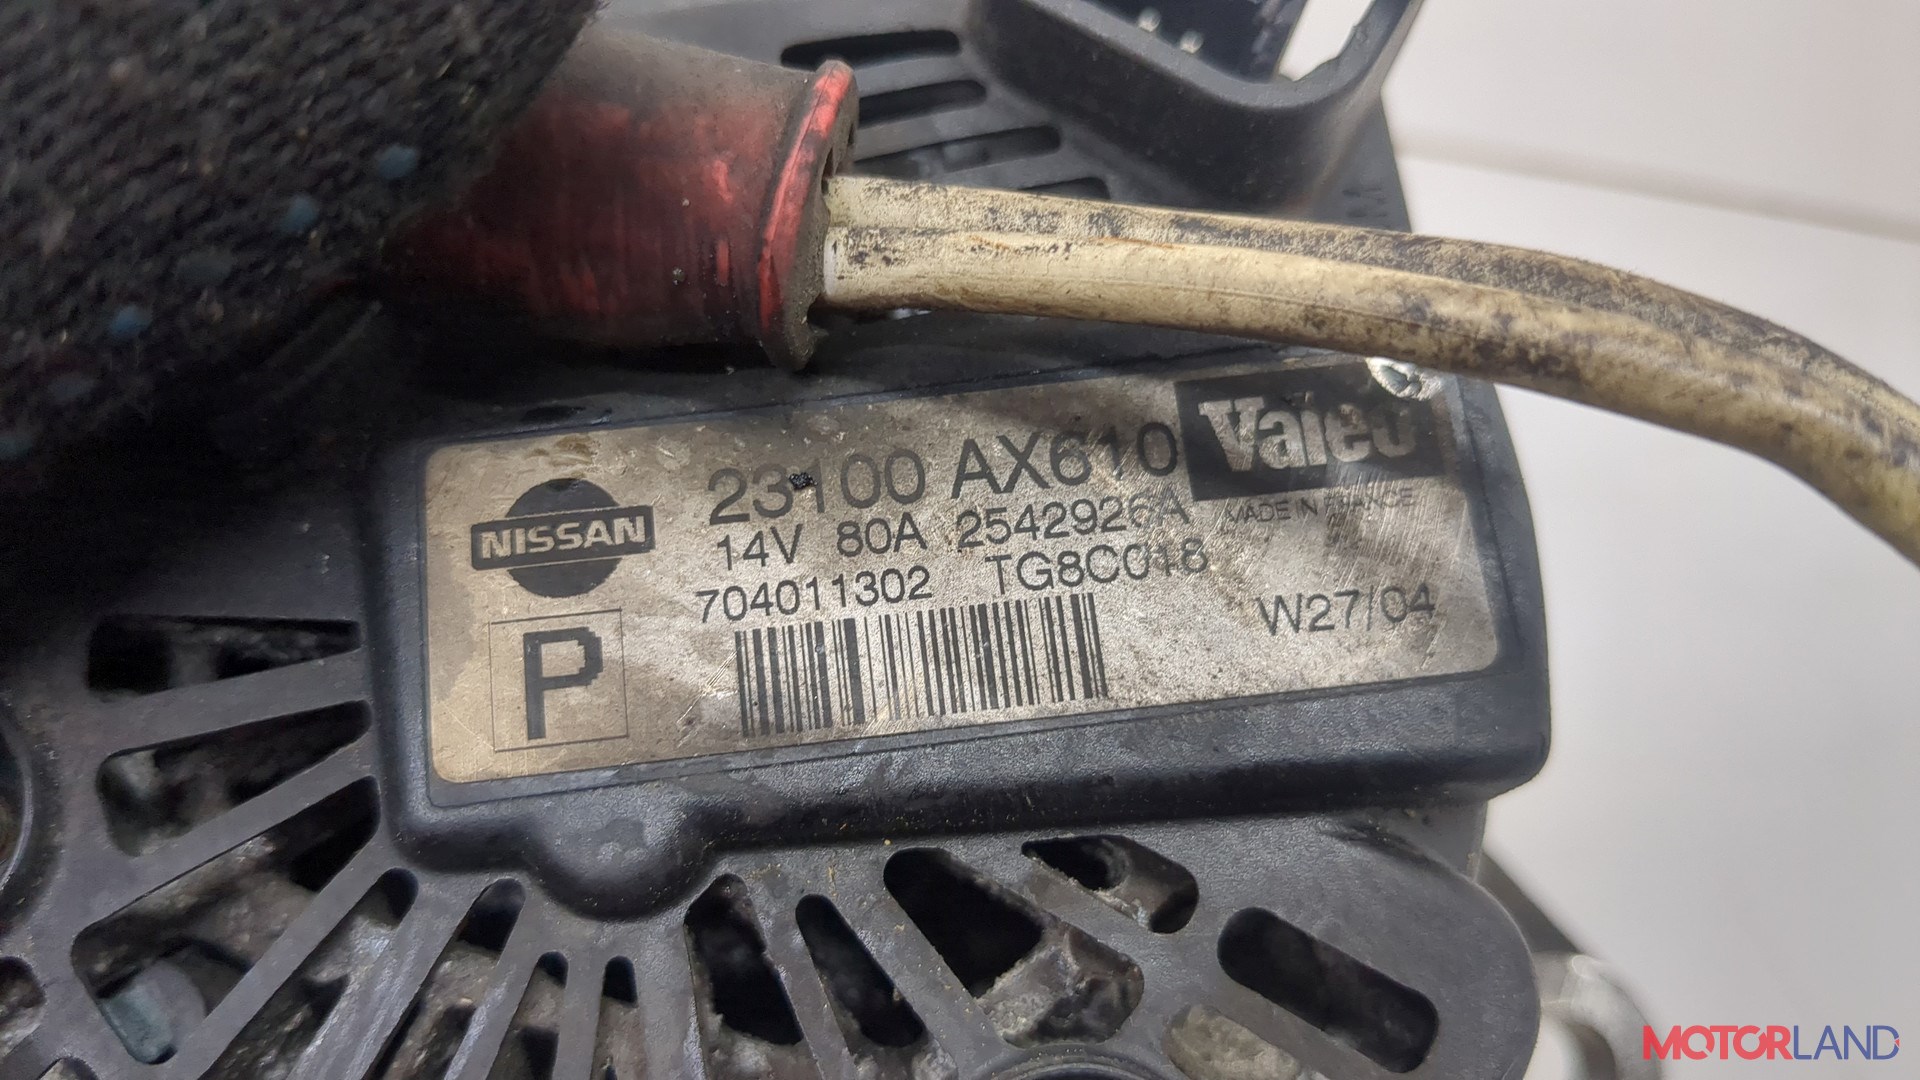 23100 AX610
Valeo
MADE IN FRANCE
NISSAN
14V 80A 2542926A
704011302 TG8C018
W27/04
P
M
MOTORLAND